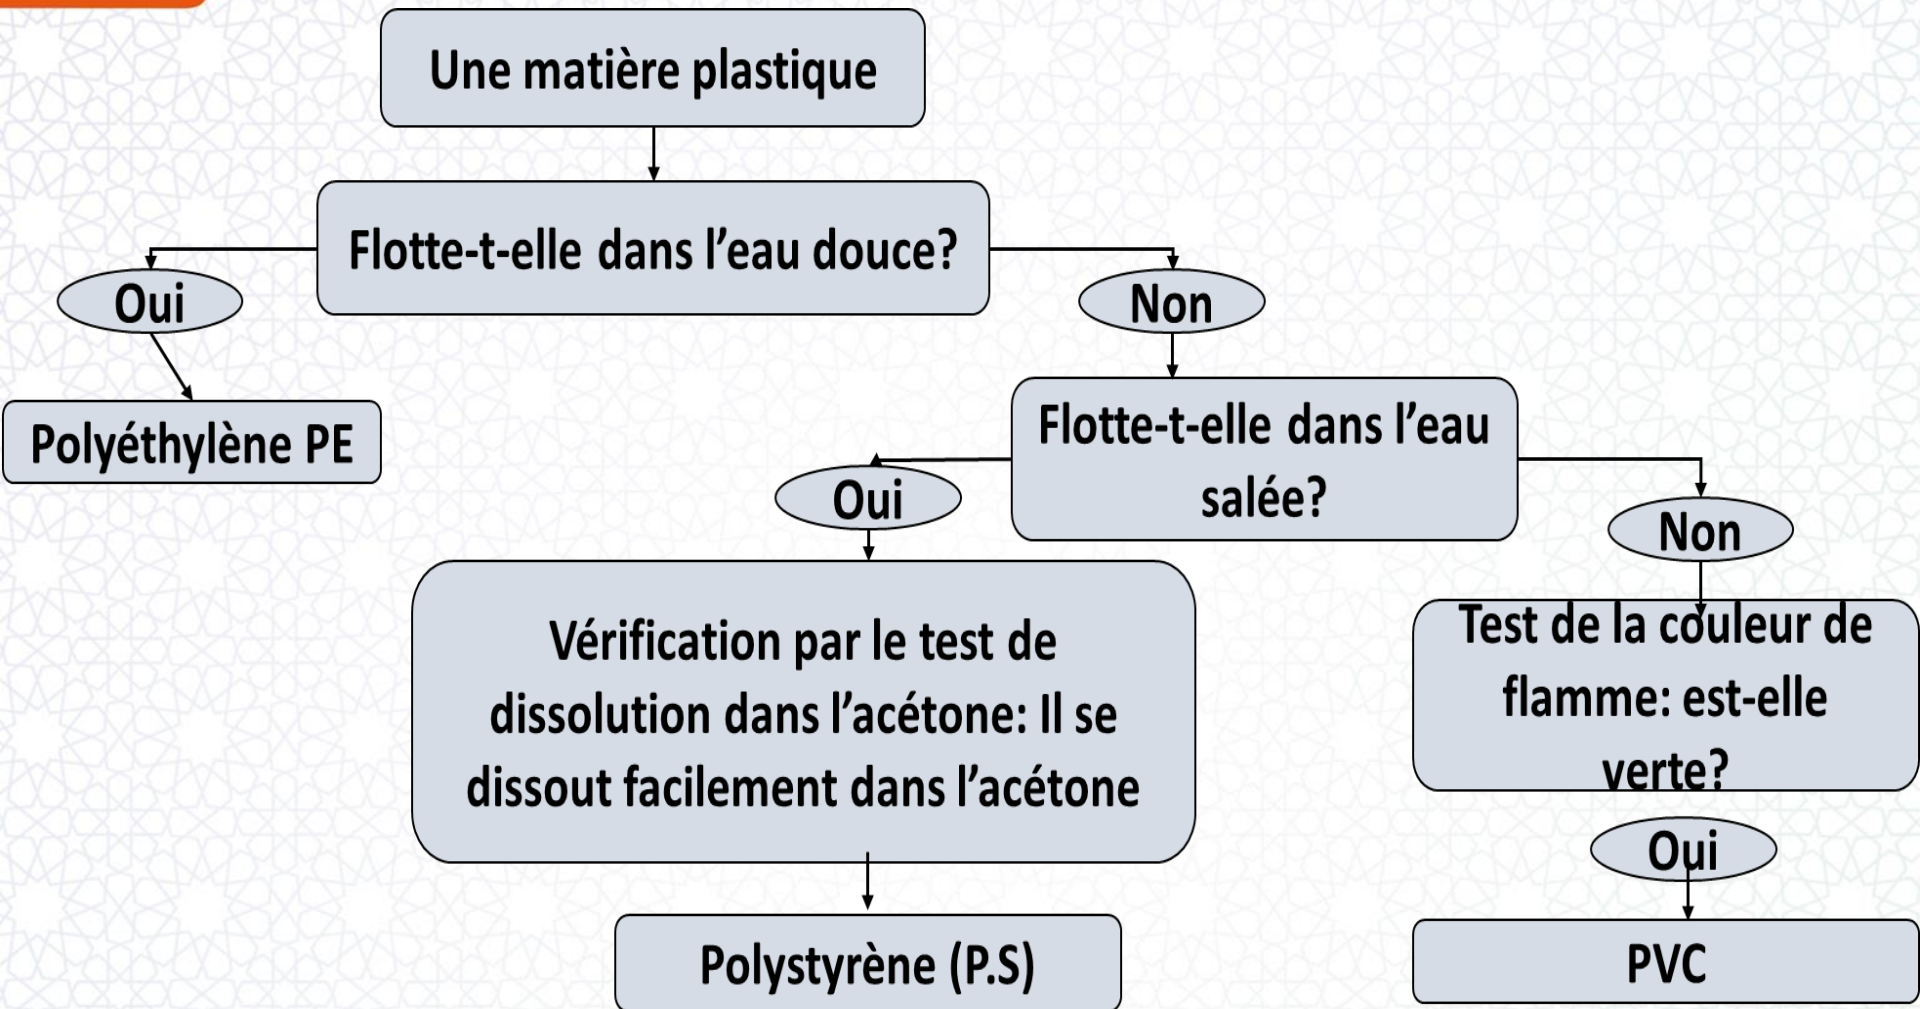 Une matière plastique
Flotte-t-elle dans l’eau douce?
Oui
Non
Polyéthylène PE
Flotte-t-elle dans l’eau
salée?
Oui
Non
Vérification par le test de
dissolution dans l’acétone: Il se
dissout facilement dans l’acétone
Test de la couleur de
flamme: est-elle
verte?
Oui
Polystyrène (P.S)
PVC